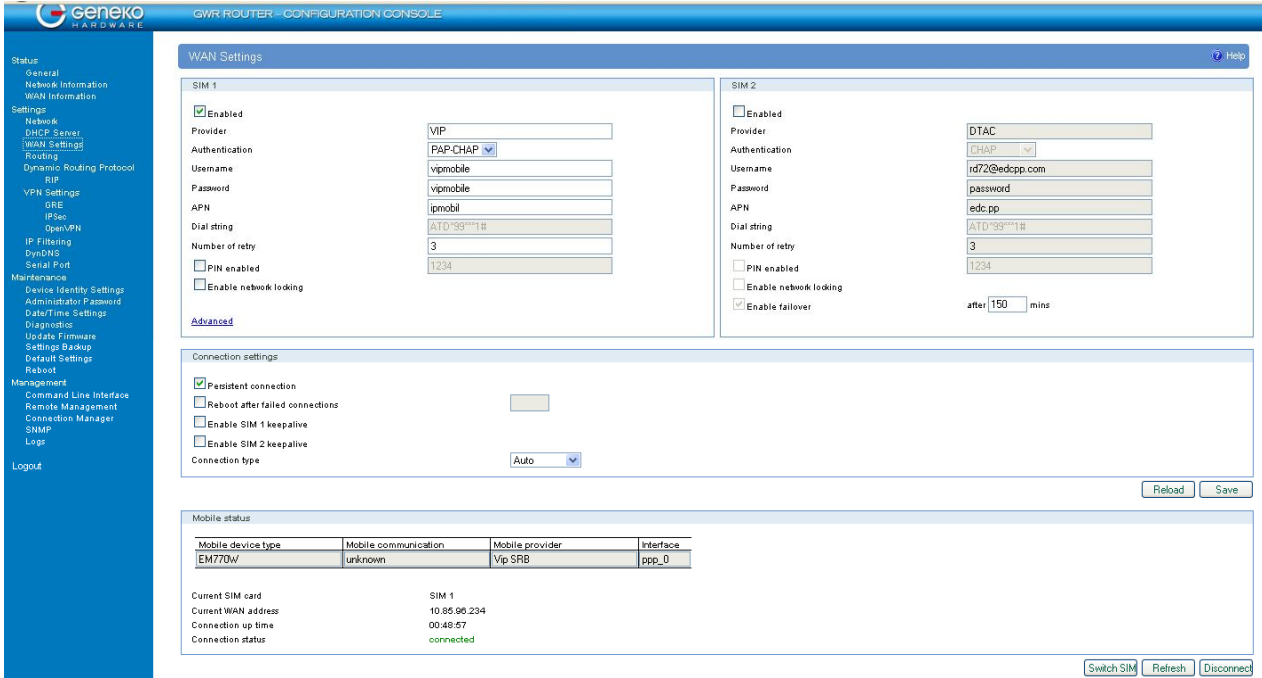 GENEKO
HARDWARE
GWR ROUTER - CONFIGURATION CONSOLE
Status
General
Network Information
WAN Information
Settings
Network
DHCP Server
WAN Settings
Routing
Dynamic Routing Protocol
RIP
VPN Settings
GRE
IPSec
OpenVPN
IP Filtering
DynDNS
Serial Port
Maintenance
Device Identity Settings
Administrator Password
Date/Time Settings
Diagnostics
Update Firmware
Settings Backup
Default Settings
Reboot
Management
Command Line Interface
Remote Management
Connection Manager
SNMP
Logs
Logout
WAN Settings
? Help
SIM 1
Enabled
Provider VIP
Authentication PAP-CHAP
Username vipmobile
Password vipmobile
APN ipmobil
Dial string ATD*99***1#
Number of retry 3
PIN enabled 1234
Enable network locking
Advanced
SIM 2
Enabled
Provider DTAC
Authentication CHAP
Username rd72@edcpp.com
Password password
APN edc.pp
Dial string ATD*99***1#
Number of retry 3
PIN enabled 1234
Enable network locking
Enable failover after 150 mins
Connection settings
Persistent connection
Reboot after failed connections
Enable SIM 1 keepalive
Enable SIM 2 keepalive
Connection type Auto
Reload Save
Mobile status
Mobile device type Mobile communication Mobile provider Interface
EM770W unknown Vip SRB ppp_0
Current SIM card SIM 1
Current WAN address 10.85.96.234
Connection up time 00:48:57
Connection status connected
Switch SIM Refresh Disconnect